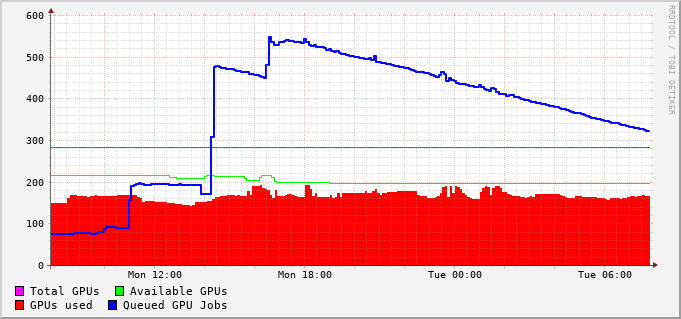 600
500
400
300
200
100
0
Mon 12:00 Mon 18:00 Tue 00:00 Tue 06:00
Total GPUs Available GPUs
GPUs used Queued GPU Jobs
RRDTOOL / TOBI OETIKER